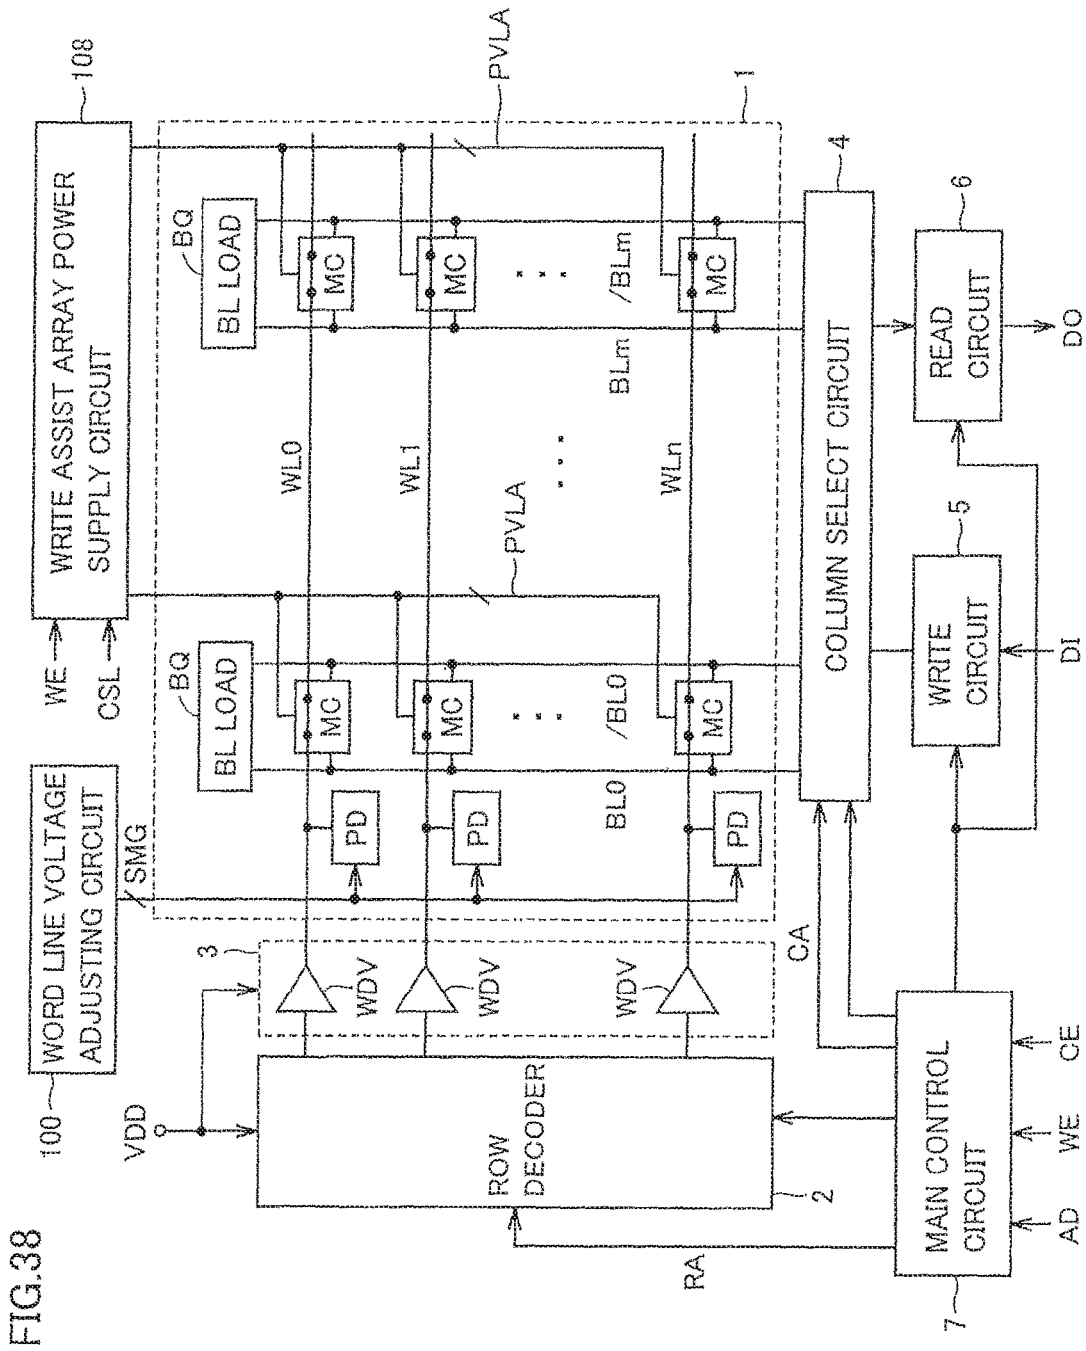 FIG.38
100
WORD LINE VOLTAGE
ADJUSTING CIRCUIT
SMG
WE
CSL
WRITE ASSIST ARRAY POWER
SUPPLY CIRCUIT
108
VDD
3
WDV
WDV
WDV
ROW
DECODER
2
RA
PD
PD
PD
BQ
BL LOAD
BQ
BL LOAD
MC
MC
MC
MC
MC
MC
WL0
WL1
WLn
PVLA
PVLA
1
BL0
/BL0
BLm
/BLm
CA
COLUMN SELECT CIRCUIT
4
MAIN CONTROL
CIRCUIT
7
AD
WE
CE
WRITE
CIRCUIT
5
DI
READ
CIRCUIT
6
DO